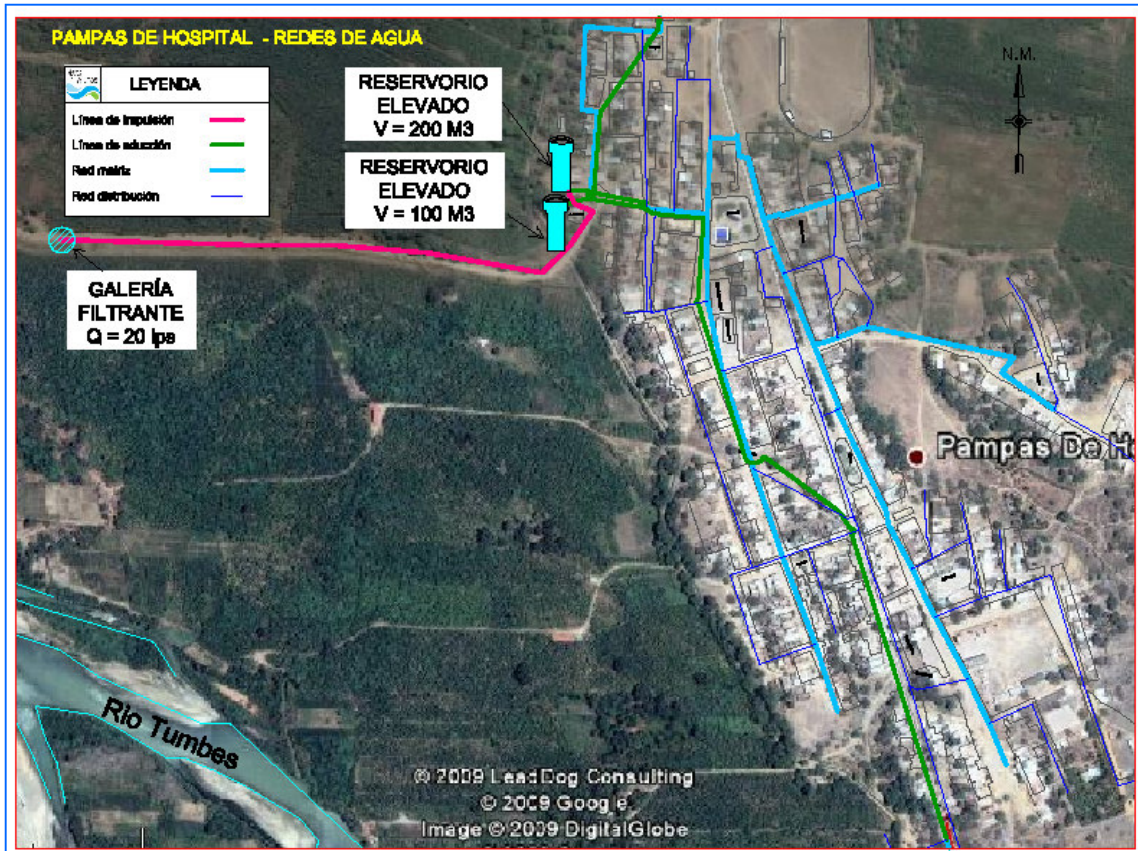 PAMPAS DE HOSPITAL - REDES DE AGUA
LEYENDA
Línea de impulsión
Línea de aducción
Red matriz
Red distribución
RESERVORIO
ELEVADO
V = 200 M3
RESERVORIO
ELEVADO
V = 100 M3
N.M.
GALERÍA
FILTRANTE
Q = 20 lps
Pampas De Ho
Rio Tumbes
© 2009 LeadDog Consulting
© 2009 Google
Image © 2009 DigitalGlobe